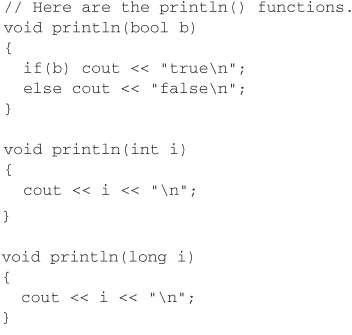 // Here are the println() functions.
void println(bool b)
{
  if(b) cout << "true\n";
  else cout << "false\n";
}

void println(int i)
{
  cout << i << "\n";
}

void println(long i)
{
  cout << i << "\n";
}